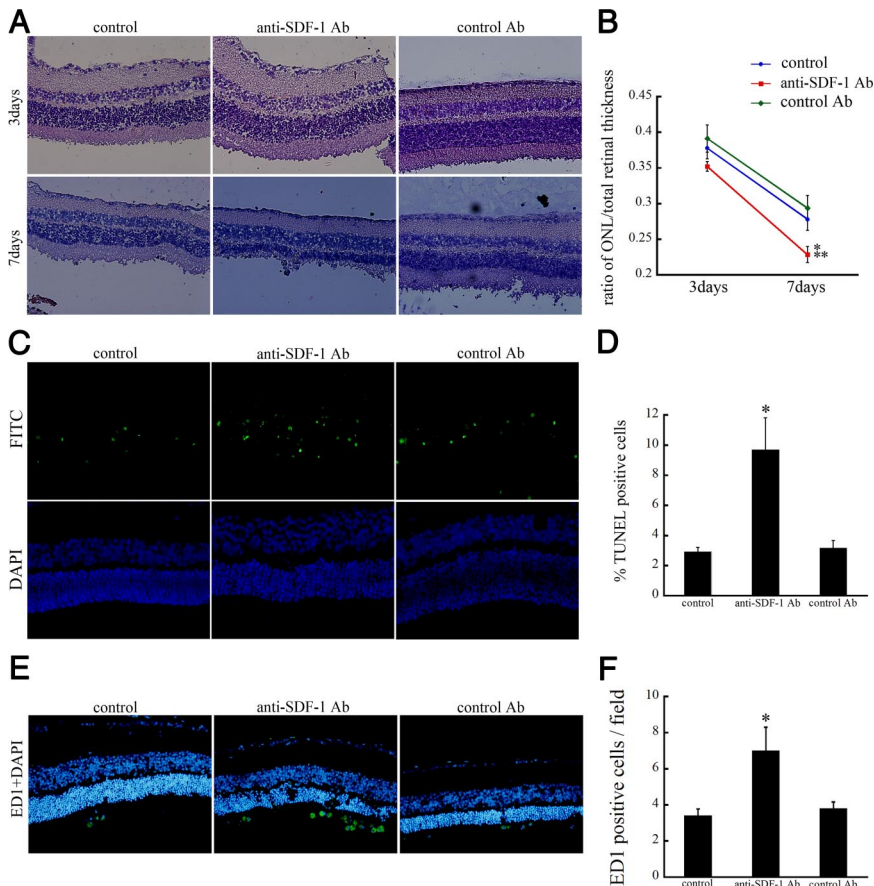 A
control
anti-SDF-1 Ab
control Ab
3days
7days
B
control
anti-SDF-1 Ab
control Ab
ratio of ONL/total retinal thickness
0.45
0.4
0.35
0.3
0.25
0.2
*
**
3days
7days
C
control
anti-SDF-1 Ab
control Ab
FITC
DAPI
D
% TUNEL positive cells
12
10
8
6
4
2
0
*
control
anti-SDF-1 Ab
control Ab
E
control
anti-SDF-1 Ab
control Ab
ED1+DAPI
F
ED1 positive cells / field
8
6
4
2
0
*
control
anti-SDF-1 Ab
control Ab